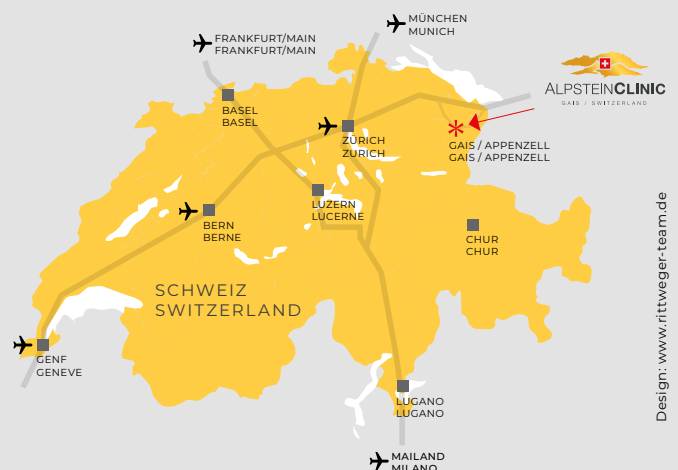 FRANKFURT/MAIN
FRANKFURT/MAIN
MÜNCHEN
MUNICH
ALPSTEINCLINIC
GAIS / SWITZERLAND
BASEL
BASEL
ZÜRICH
ZURICH
GAIS / APPENZELL
GAIS / APPENZELL
LUZERN
LUCERNE
BERN
BERNE
CHUR
CHUR
SCHWEIZ
SWITZERLAND
GENF
GENEVE
LUGANO
LUGANO
MAILAND
MILANO
Design: www.rittweger-team.de